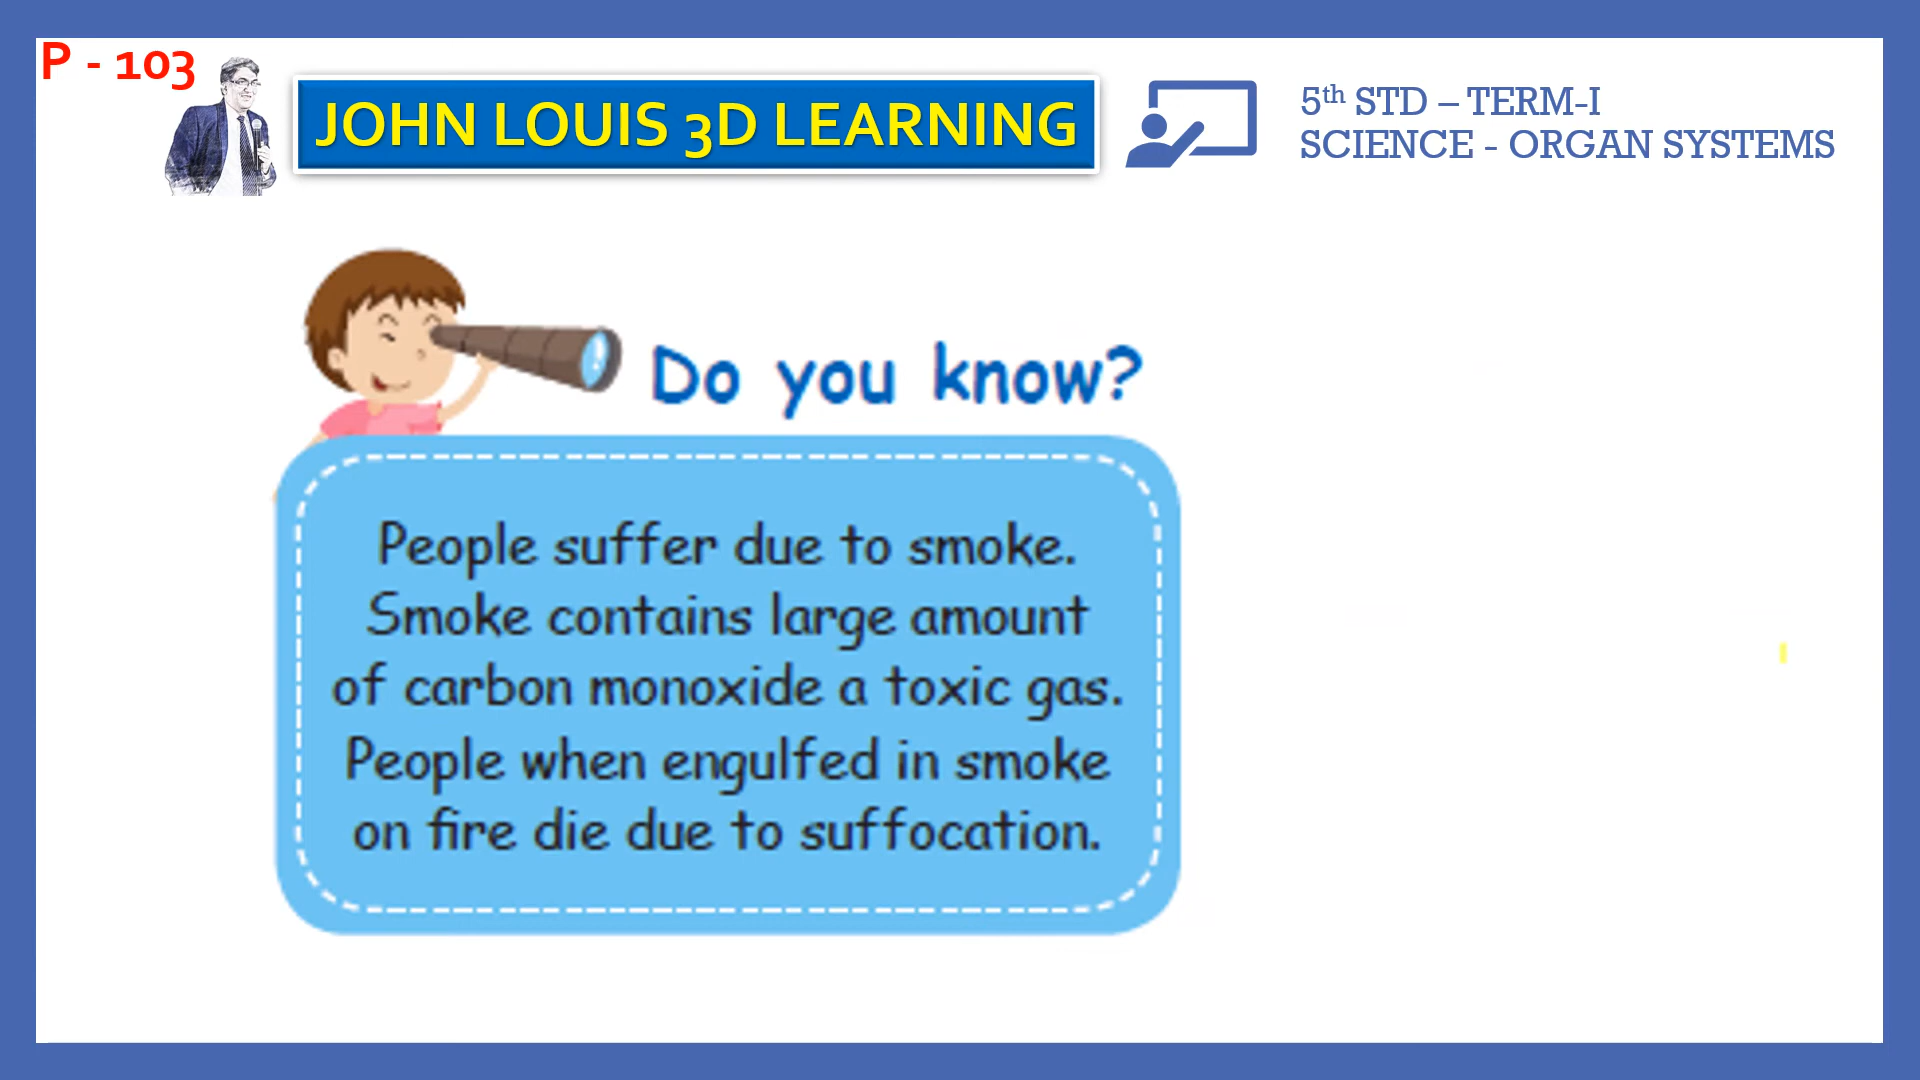 P - 103
JOHN LOUIS 3D LEARNING
5th STD – TERM-I
SCIENCE - ORGAN SYSTEMS
Do you know?
People suffer due to smoke.
Smoke contains large amount
of carbon monoxide a toxic gas.
People when engulfed in smoke
on fire die due to suffocation.